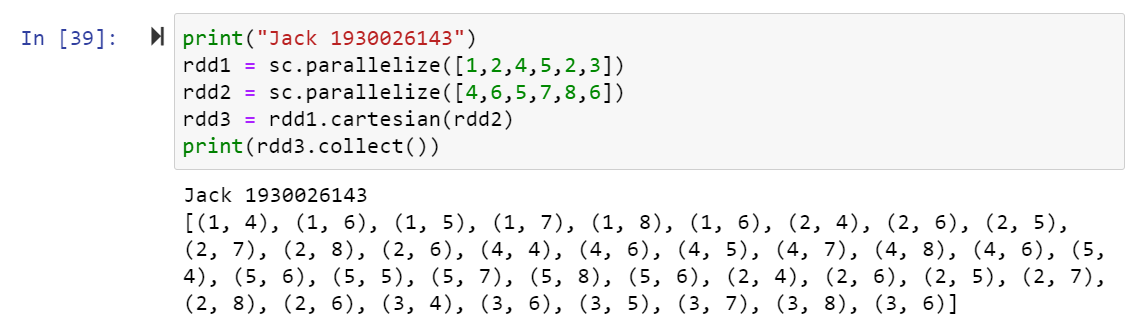 In [39]:
print("Jack 1930026143")
rdd1 = sc.parallelize([1,2,4,5,2,3])
rdd2 = sc.parallelize([4,6,5,7,8,6])
rdd3 = rdd1.cartesian(rdd2)
print(rdd3.collect())
Jack 1930026143
[(1, 4), (1, 6), (1, 5), (1, 7), (1, 8), (1, 6), (2, 4), (2, 6), (2, 5),
(2, 7), (2, 8), (2, 6), (4, 4), (4, 6), (4, 5), (4, 7), (4, 8), (4, 6), (5,
4), (5, 6), (5, 5), (5, 7), (5, 8), (5, 6), (2, 4), (2, 6), (2, 5), (2, 7),
(2, 8), (2, 6), (3, 4), (3, 6), (3, 5), (3, 7), (3, 8), (3, 6)]